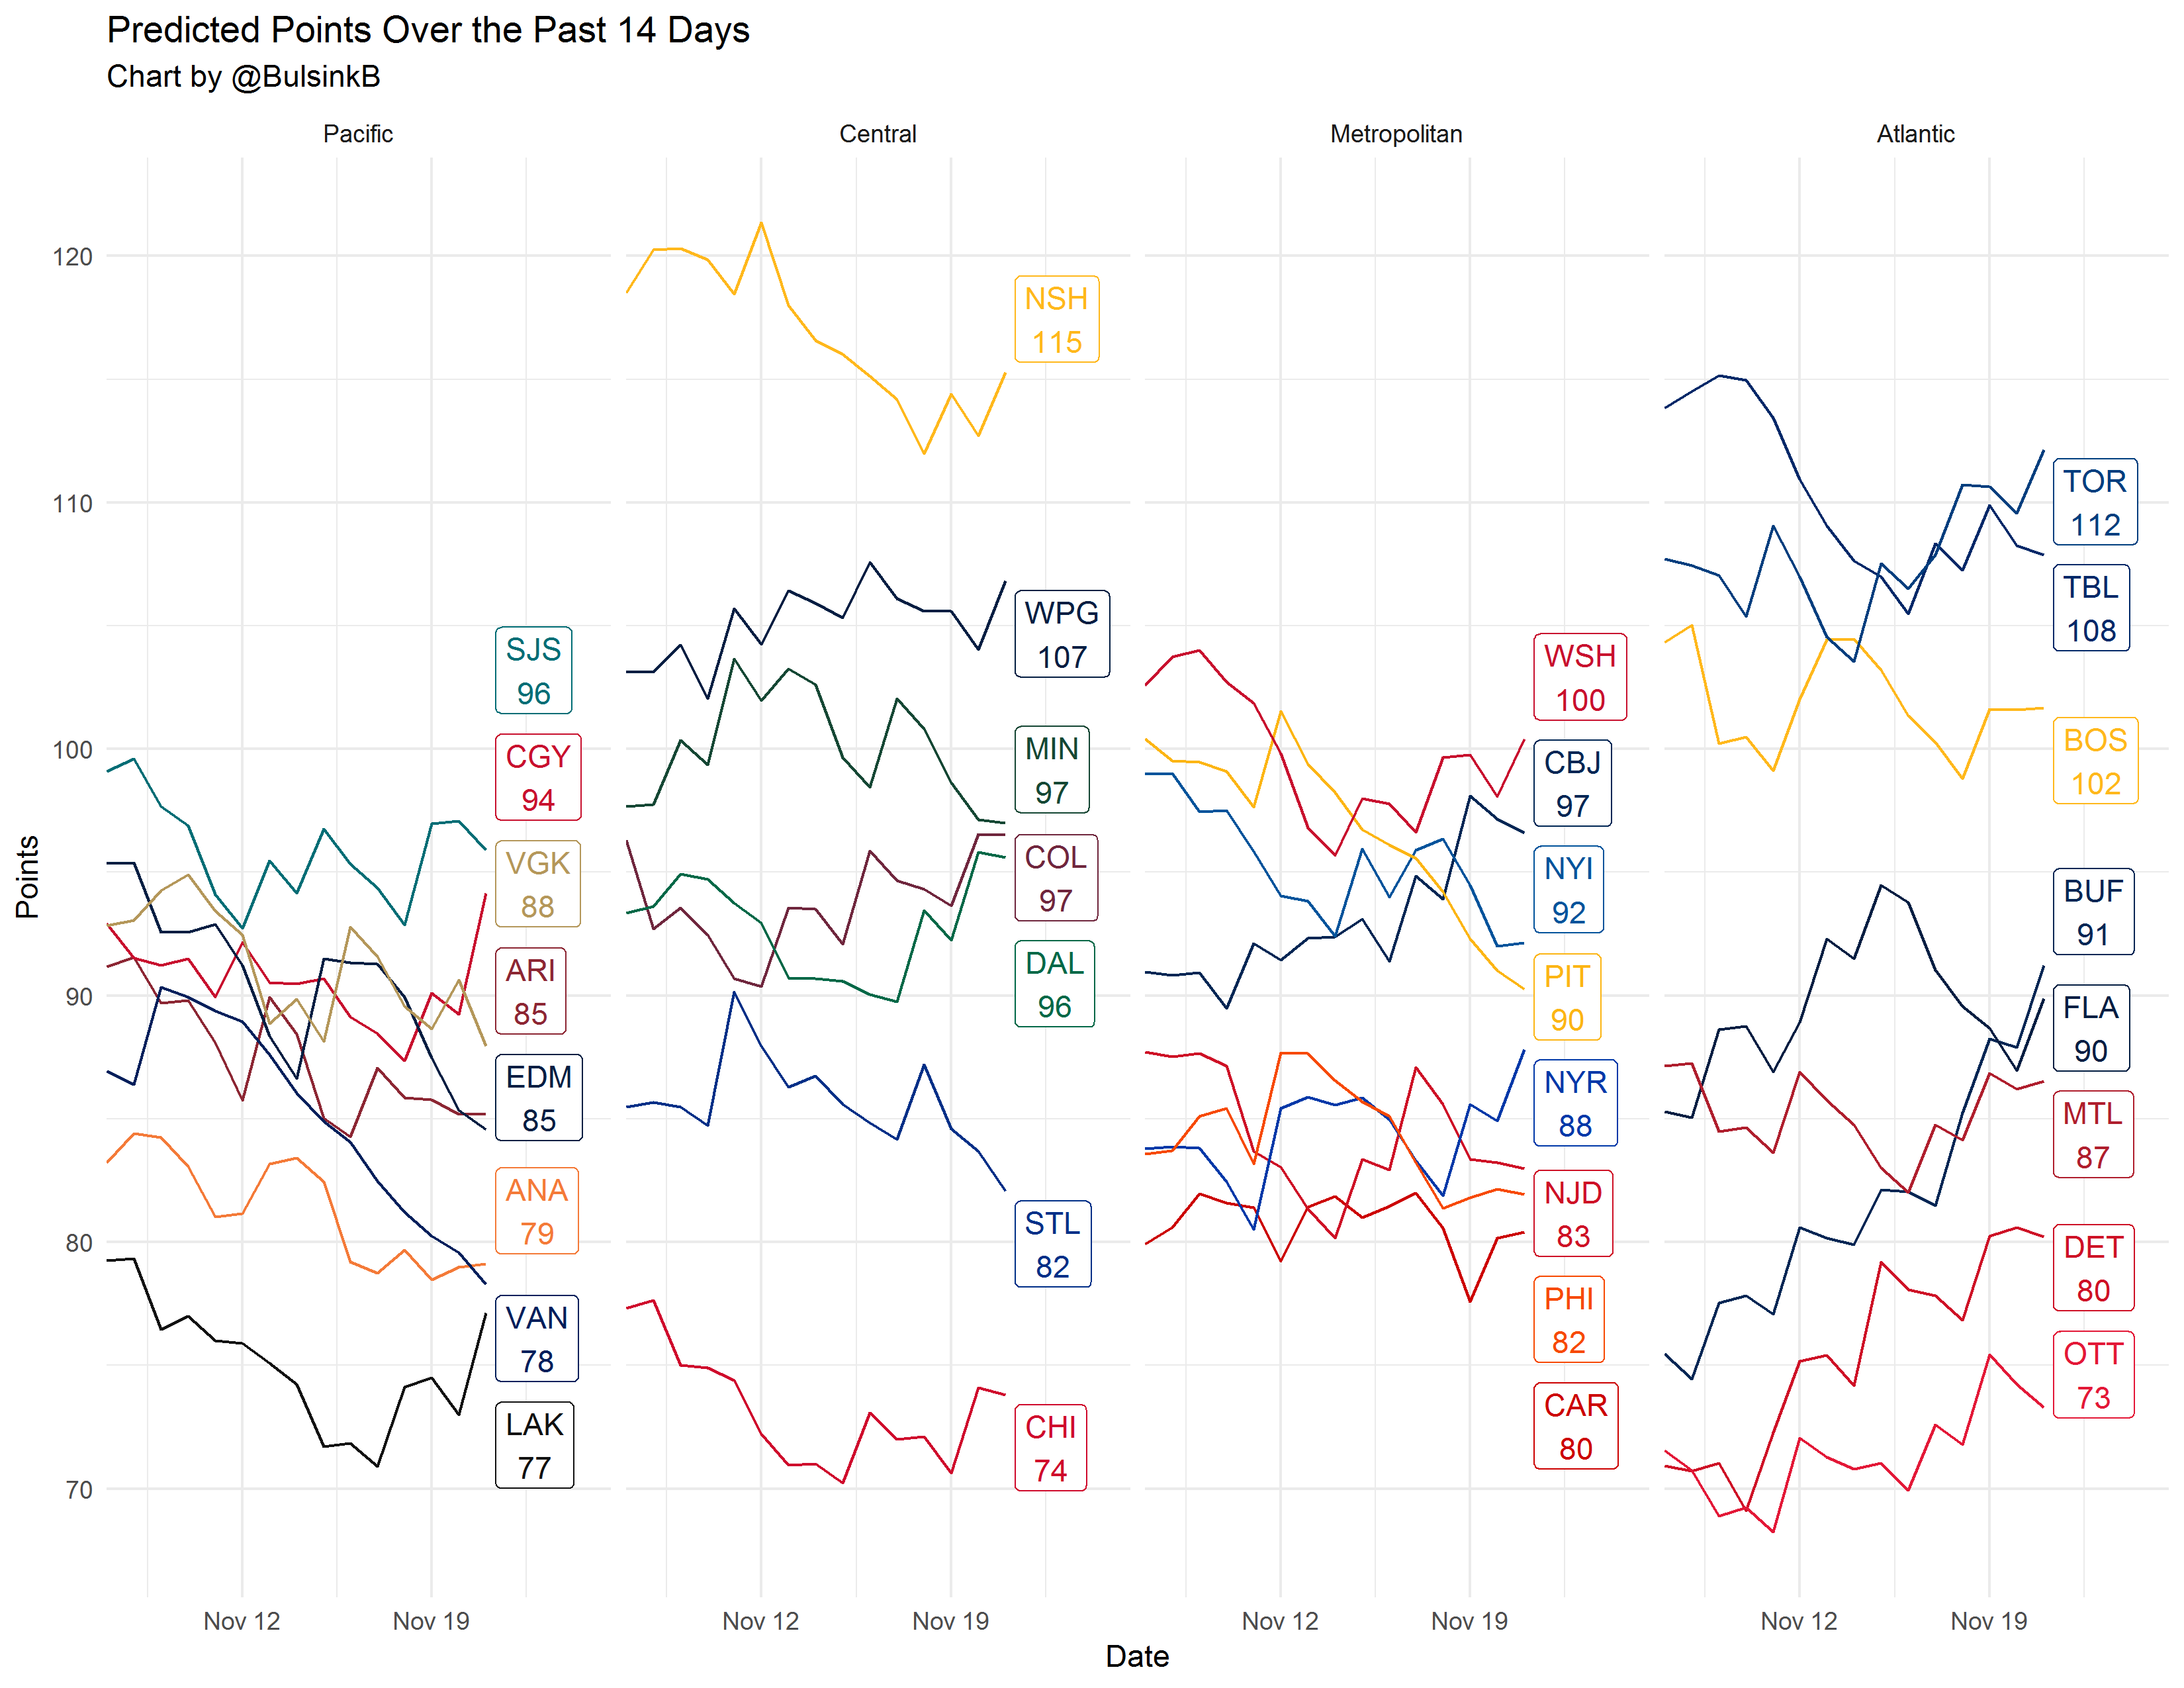 Predicted Points Over the Past 14 Days
Chart by @BulsinkB
Pacific
Central
Metropolitan
Atlantic
Points
120
110
100
90
80
70
SJS
96
CGY
94
VGK
88
ARI
85
EDM
85
ANA
79
VAN
78
LAK
77
NSH
115
WPG
107
MIN
97
COL
97
DAL
96
STL
82
CHI
74
WSH
100
CBJ
97
NYI
92
PIT
90
NYR
88
NJD
83
PHI
82
CAR
80
TOR
112
TBL
108
BOS
102
BUF
91
FLA
90
MTL
87
DET
80
OTT
73
Nov 12
Nov 19
Nov 12
Nov 19
Nov 12
Nov 19
Nov 12
Nov 19
Date